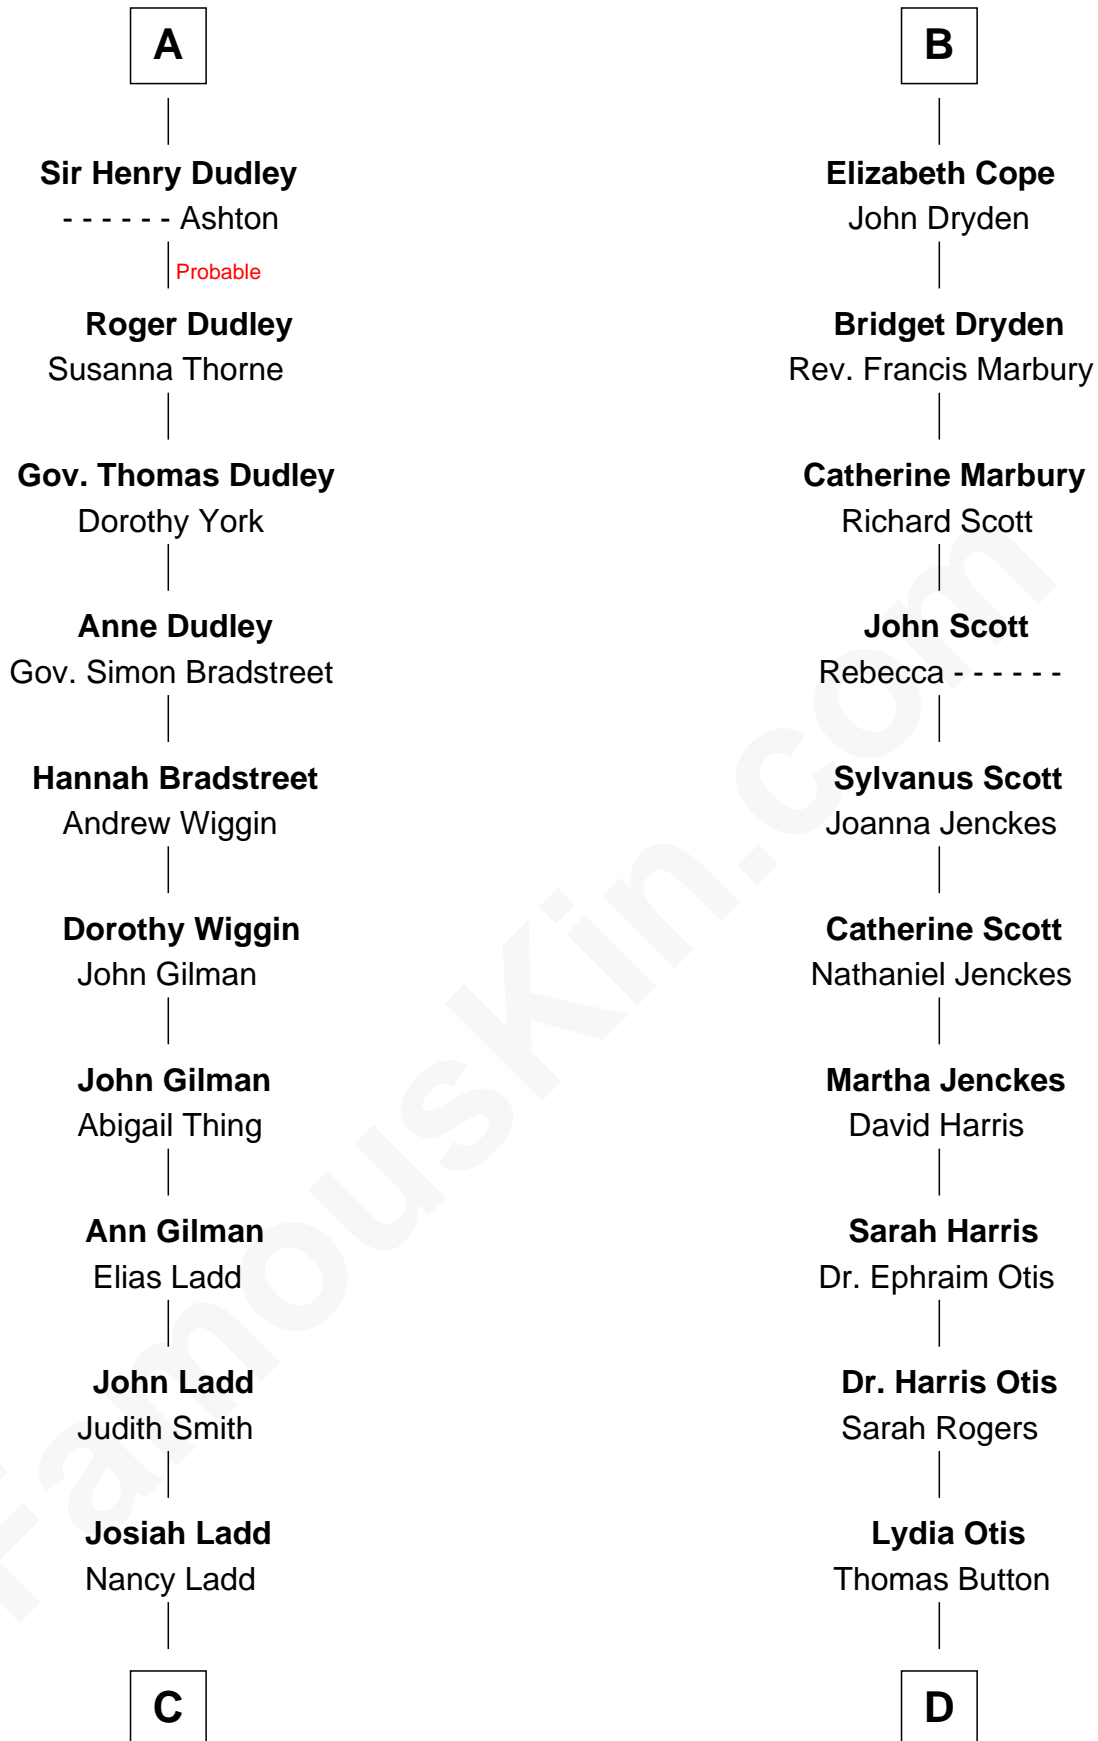 A
Sir Henry Dudley
- - - - - - Ashton
Probable
Roger Dudley
Susanna Thorne
Gov. Thomas Dudley
Dorothy York
Anne Dudley
Gov. Simon Bradstreet
Hannah Bradstreet
Andrew Wiggin
Dorothy Wiggin
John Gilman
John Gilman
Abigail Thing
Ann Gilman
Elias Ladd
John Ladd
Judith Smith
Josiah Ladd
Nancy Ladd
C
B
Elizabeth Cope
John Dryden
Bridget Dryden
Rev. Francis Marbury
Catherine Marbury
Richard Scott
John Scott
Rebecca - - - - - -
Sylvanus Scott
Joanna Jenckes
Catherine Scott
Nathaniel Jenckes
Martha Jenckes
David Harris
Sarah Harris
Dr. Ephraim Otis
Dr. Harris Otis
Sarah Rogers
Lydia Otis
Thomas Button
D
FamousKin.com